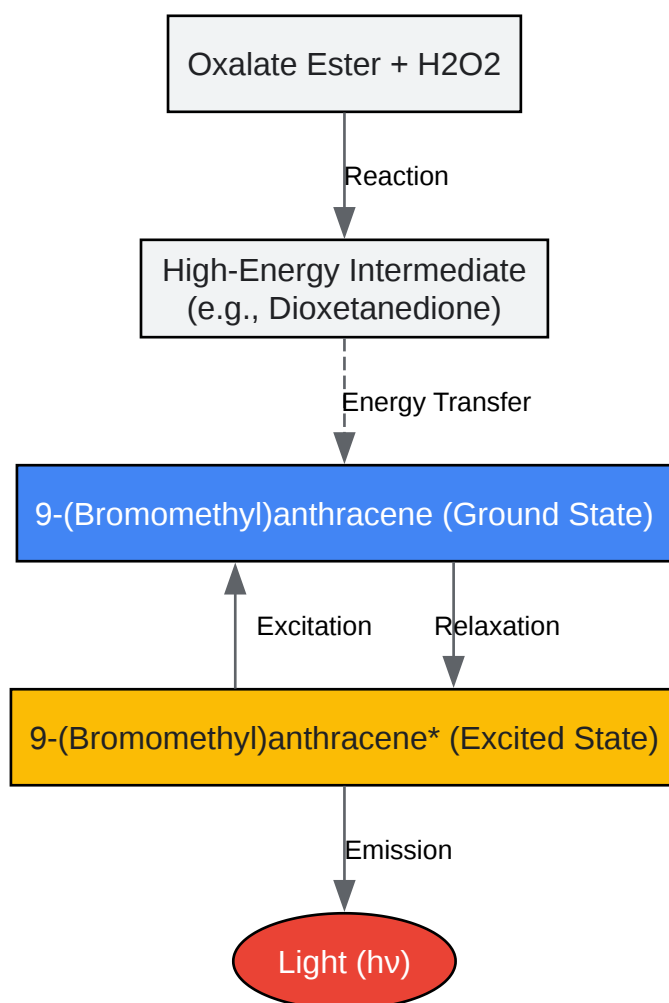 Oxalate Ester + H2O2
Reaction
High-Energy Intermediate
(e.g., Dioxetanedione)
Energy Transfer
9-(Bromomethyl)anthracene (Ground State)
Excitation
Relaxation
9-(Bromomethyl)anthracene* (Excited State)
Emission
Light (hν)